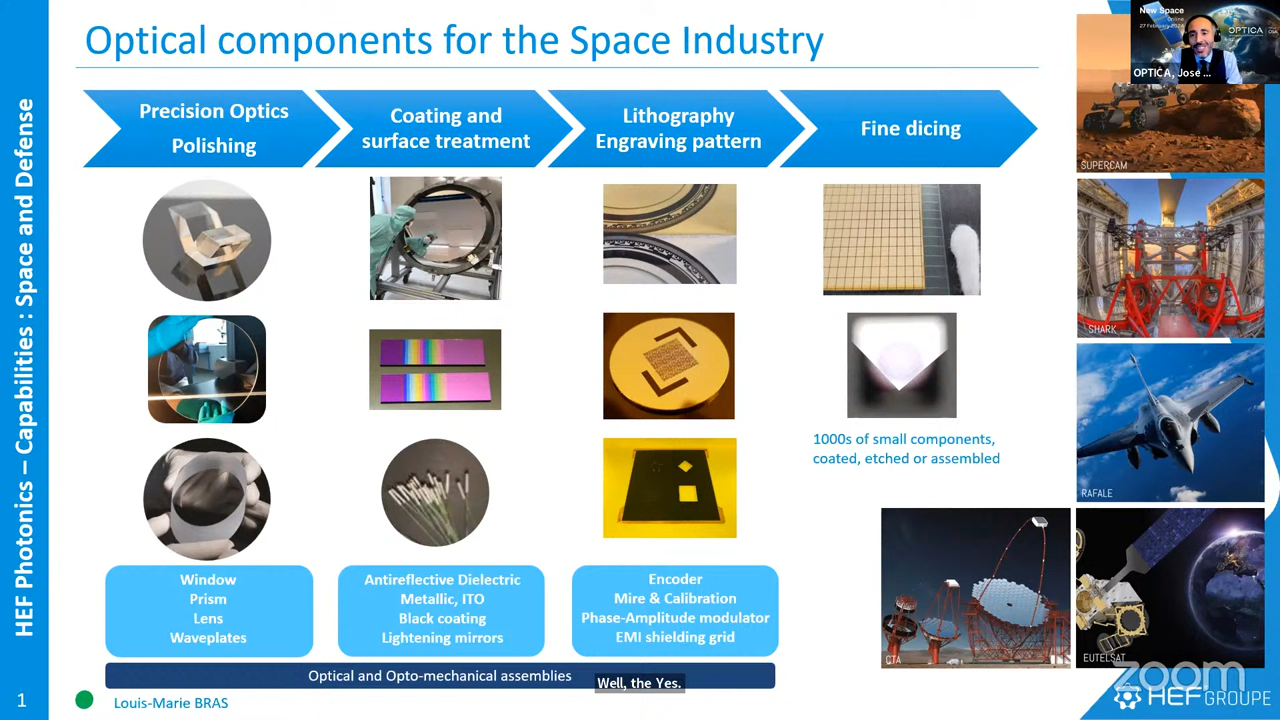 Optical components for the Space Industry
HEF Photonics – Capabilities : Space and Defense
Precision Optics
Polishing
Coating and
surface treatment
Lithography
Engraving pattern
Fine dicing
1000s of small components,
coated, etched or assembled
Window
Prism
Lens
Waveplates
Antireflective Dielectric
Metallic, ITO
Black coating
Lightening mirrors
Encoder
Mire & Calibration
Phase-Amplitude modulator
EMI shielding grid
Optical and Opto-mechanical assemblies
Well, the Yes.
1
Louis-Marie BRAS
New Space
Online
27 February 2024
OPTICA
OPTICA, Jose ...
SUPERCAM
SHARK
RAFALE
CTA
EUTELSAT
zoom
HEF GROUPE